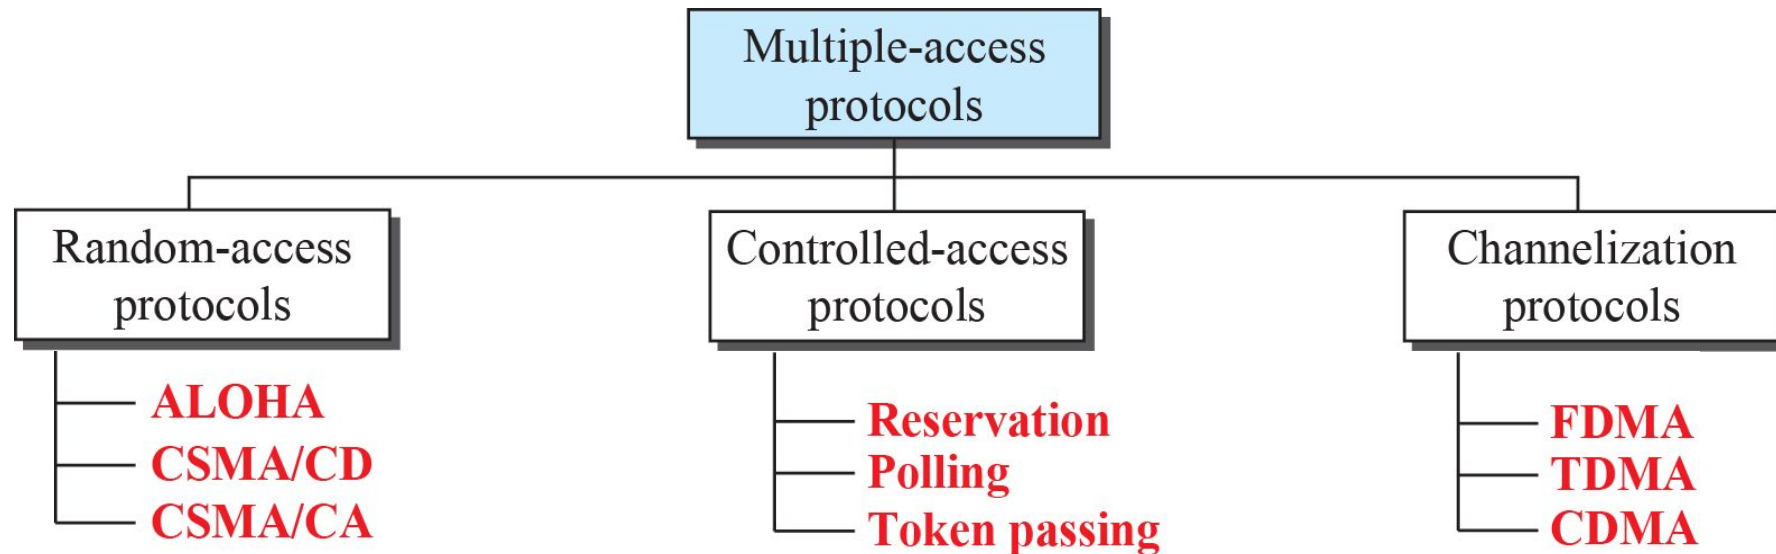 Multiple-access
protocols
Random-access
protocols
ALOHA
CSMA/CD
CSMA/CA
Controlled-access
protocols
Reservation
Polling
Token passing
Channelization
protocols
FDMA
TDMA
CDMA